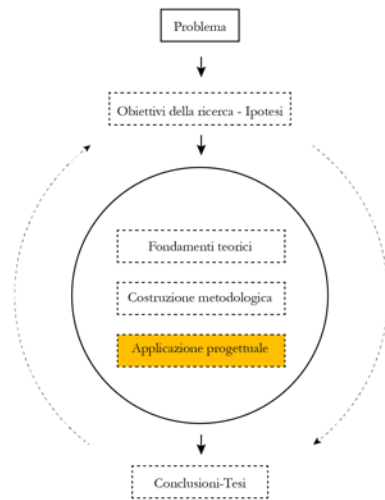 Problema
Obiettivi della ricerca - Ipotesi
Fondamenti teorici
Costruzione metodologica
Applicazione progettuale
Conclusioni-Tesi